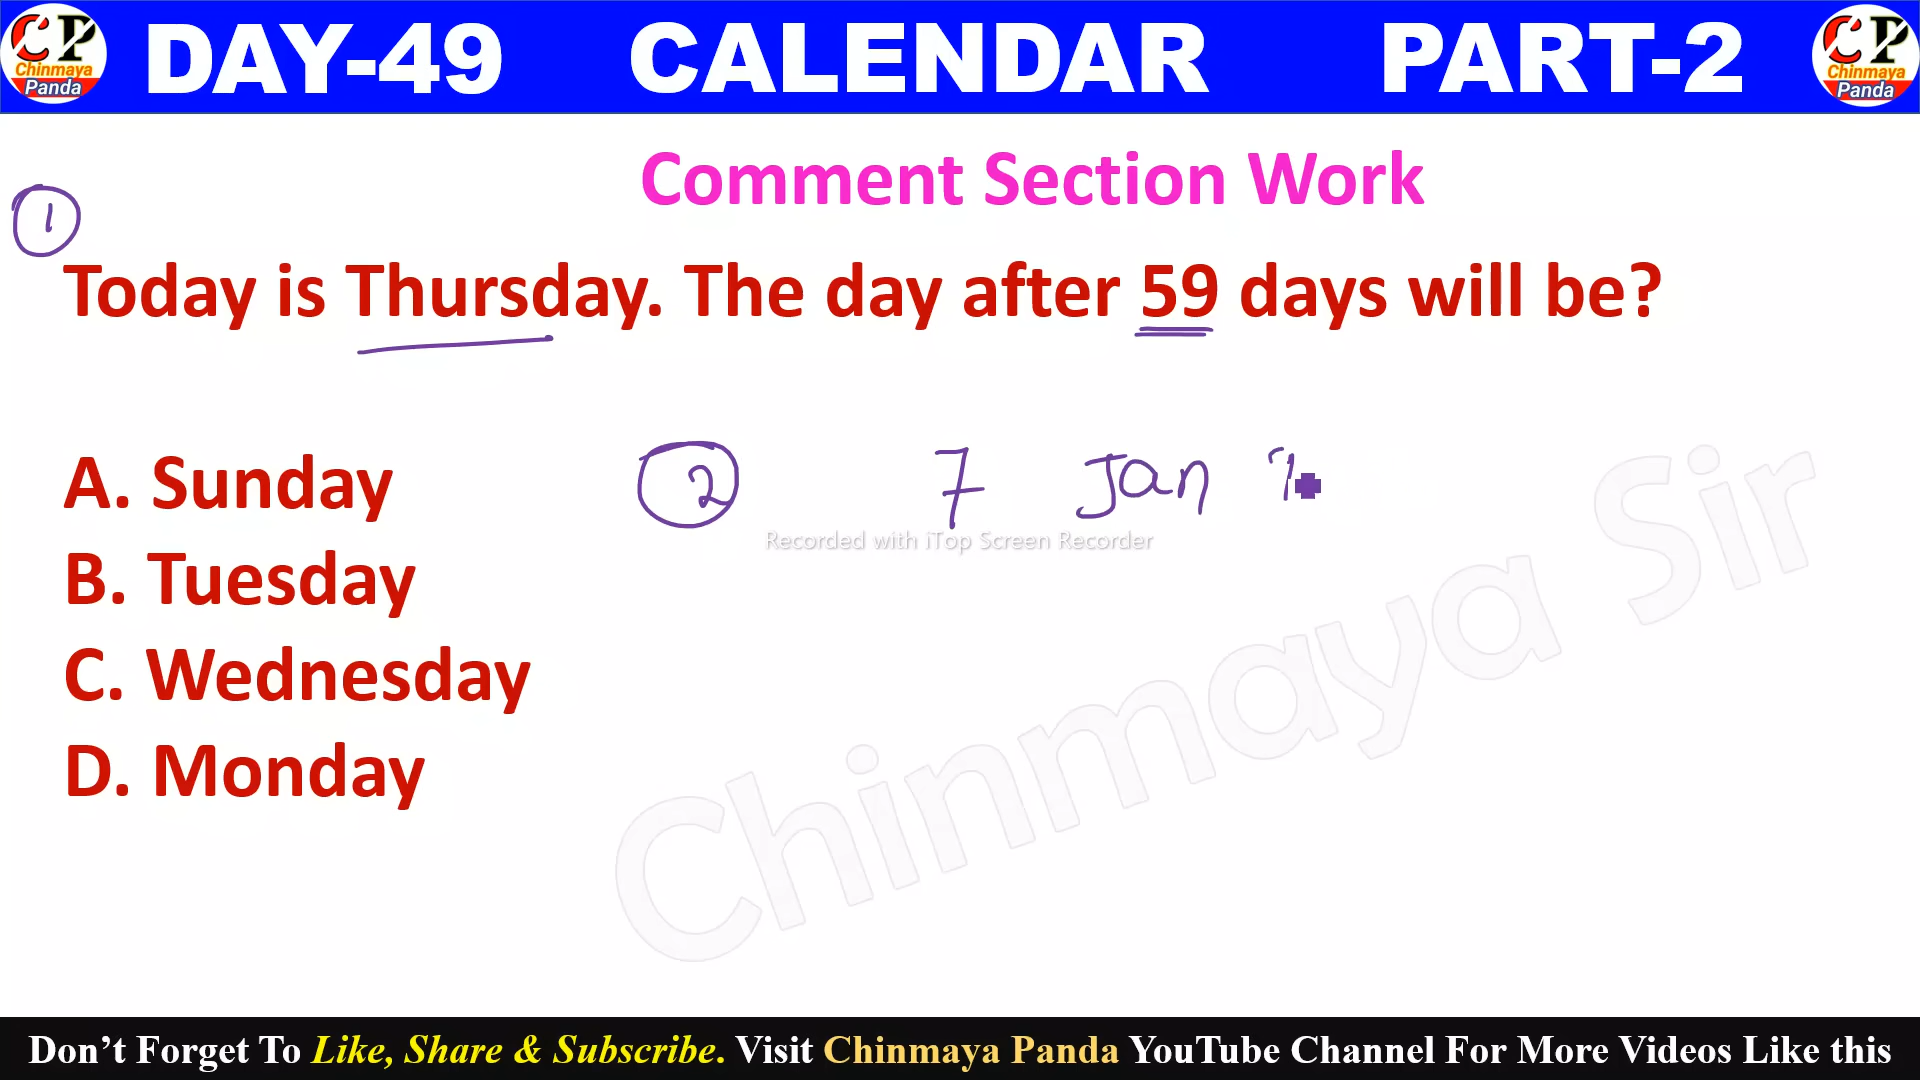 CP DAY-49 CALENDAR PART-2 CP
Chinmaya Panda Chinmaya Panda
Comment Section Work
1
Today is Thursday. The day after 59 days will be?
A. Sunday
2 7 Jan
Recorded with iTop Screen Recorder
B. Tuesday
C. Wednesday
D. Monday
Chinmaya Sir
Don’t Forget To Like, Share & Subscribe. Visit Chinmaya Panda YouTube Channel For More Videos Like this